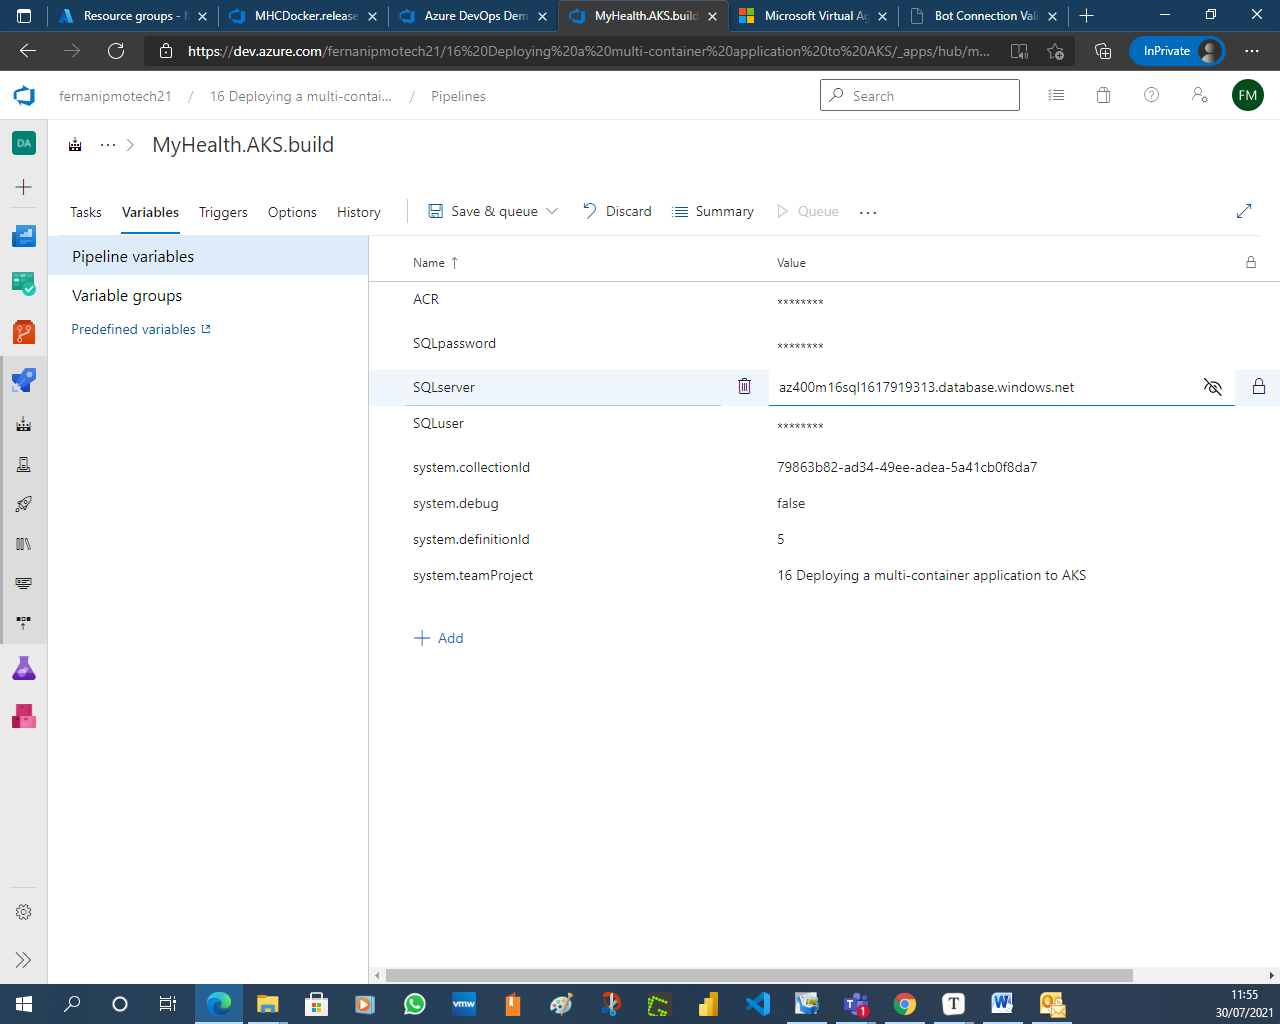 Resource groups - M
MHCDocker.release
Azure DevOps Dem
MyHealth.AKS.build
Microsoft Virtual Ag
Bot Connection Vali
https://dev.azure.com/fernanipmotech21/16%20Deploying%20a%20multi-container%20application%20to%20AKS/_apps/hub/m...
InPrivate
fernanipmotech21 / 16 Deploying a multi-contai... / Pipelines
Search
FM
DA
... MyHealth.AKS.build
Tasks Variables Triggers Options History
Save & queue Discard Summary Queue ...
Pipeline variables
Variable groups
Predefined variables
Name ↑ Value
ACR ********
SQLpassword ********
SQLserver az400m16sql1617919313.database.windows.net
SQLuser ********
system.collectionId 79863b82-ad34-49ee-adea-5a41cb0f8da7
system.debug false
system.definitionId 5
system.teamProject 16 Deploying a multi-container application to AKS
+ Add
vmw
1
T
11:55
30/07/2021